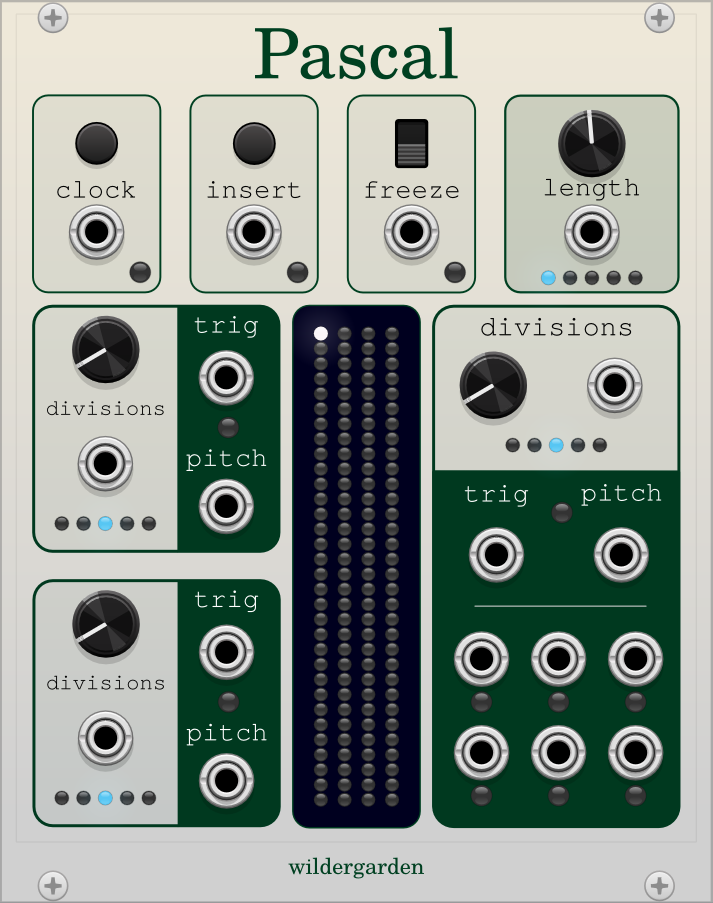 Pascal
clock
insert
freeze
length
divisions
trig
pitch
divisions
trig
pitch
divisions
trig
pitch
wildergarden